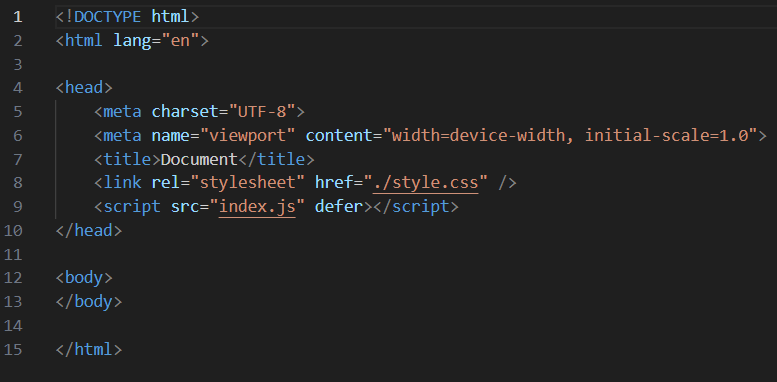 1 <!DOCTYPE html>
2 <html lang="en">
3
4 <head>
5     <meta charset="UTF-8">
6     <meta name="viewport" content="width=device-width, initial-scale=1.0">
7     <title>Document</title>
8     <link rel="stylesheet" href="./style.css" />
9     <script src="index.js" defer></script>
10 </head>
11
12 <body>
13 </body>
14
15 </html>